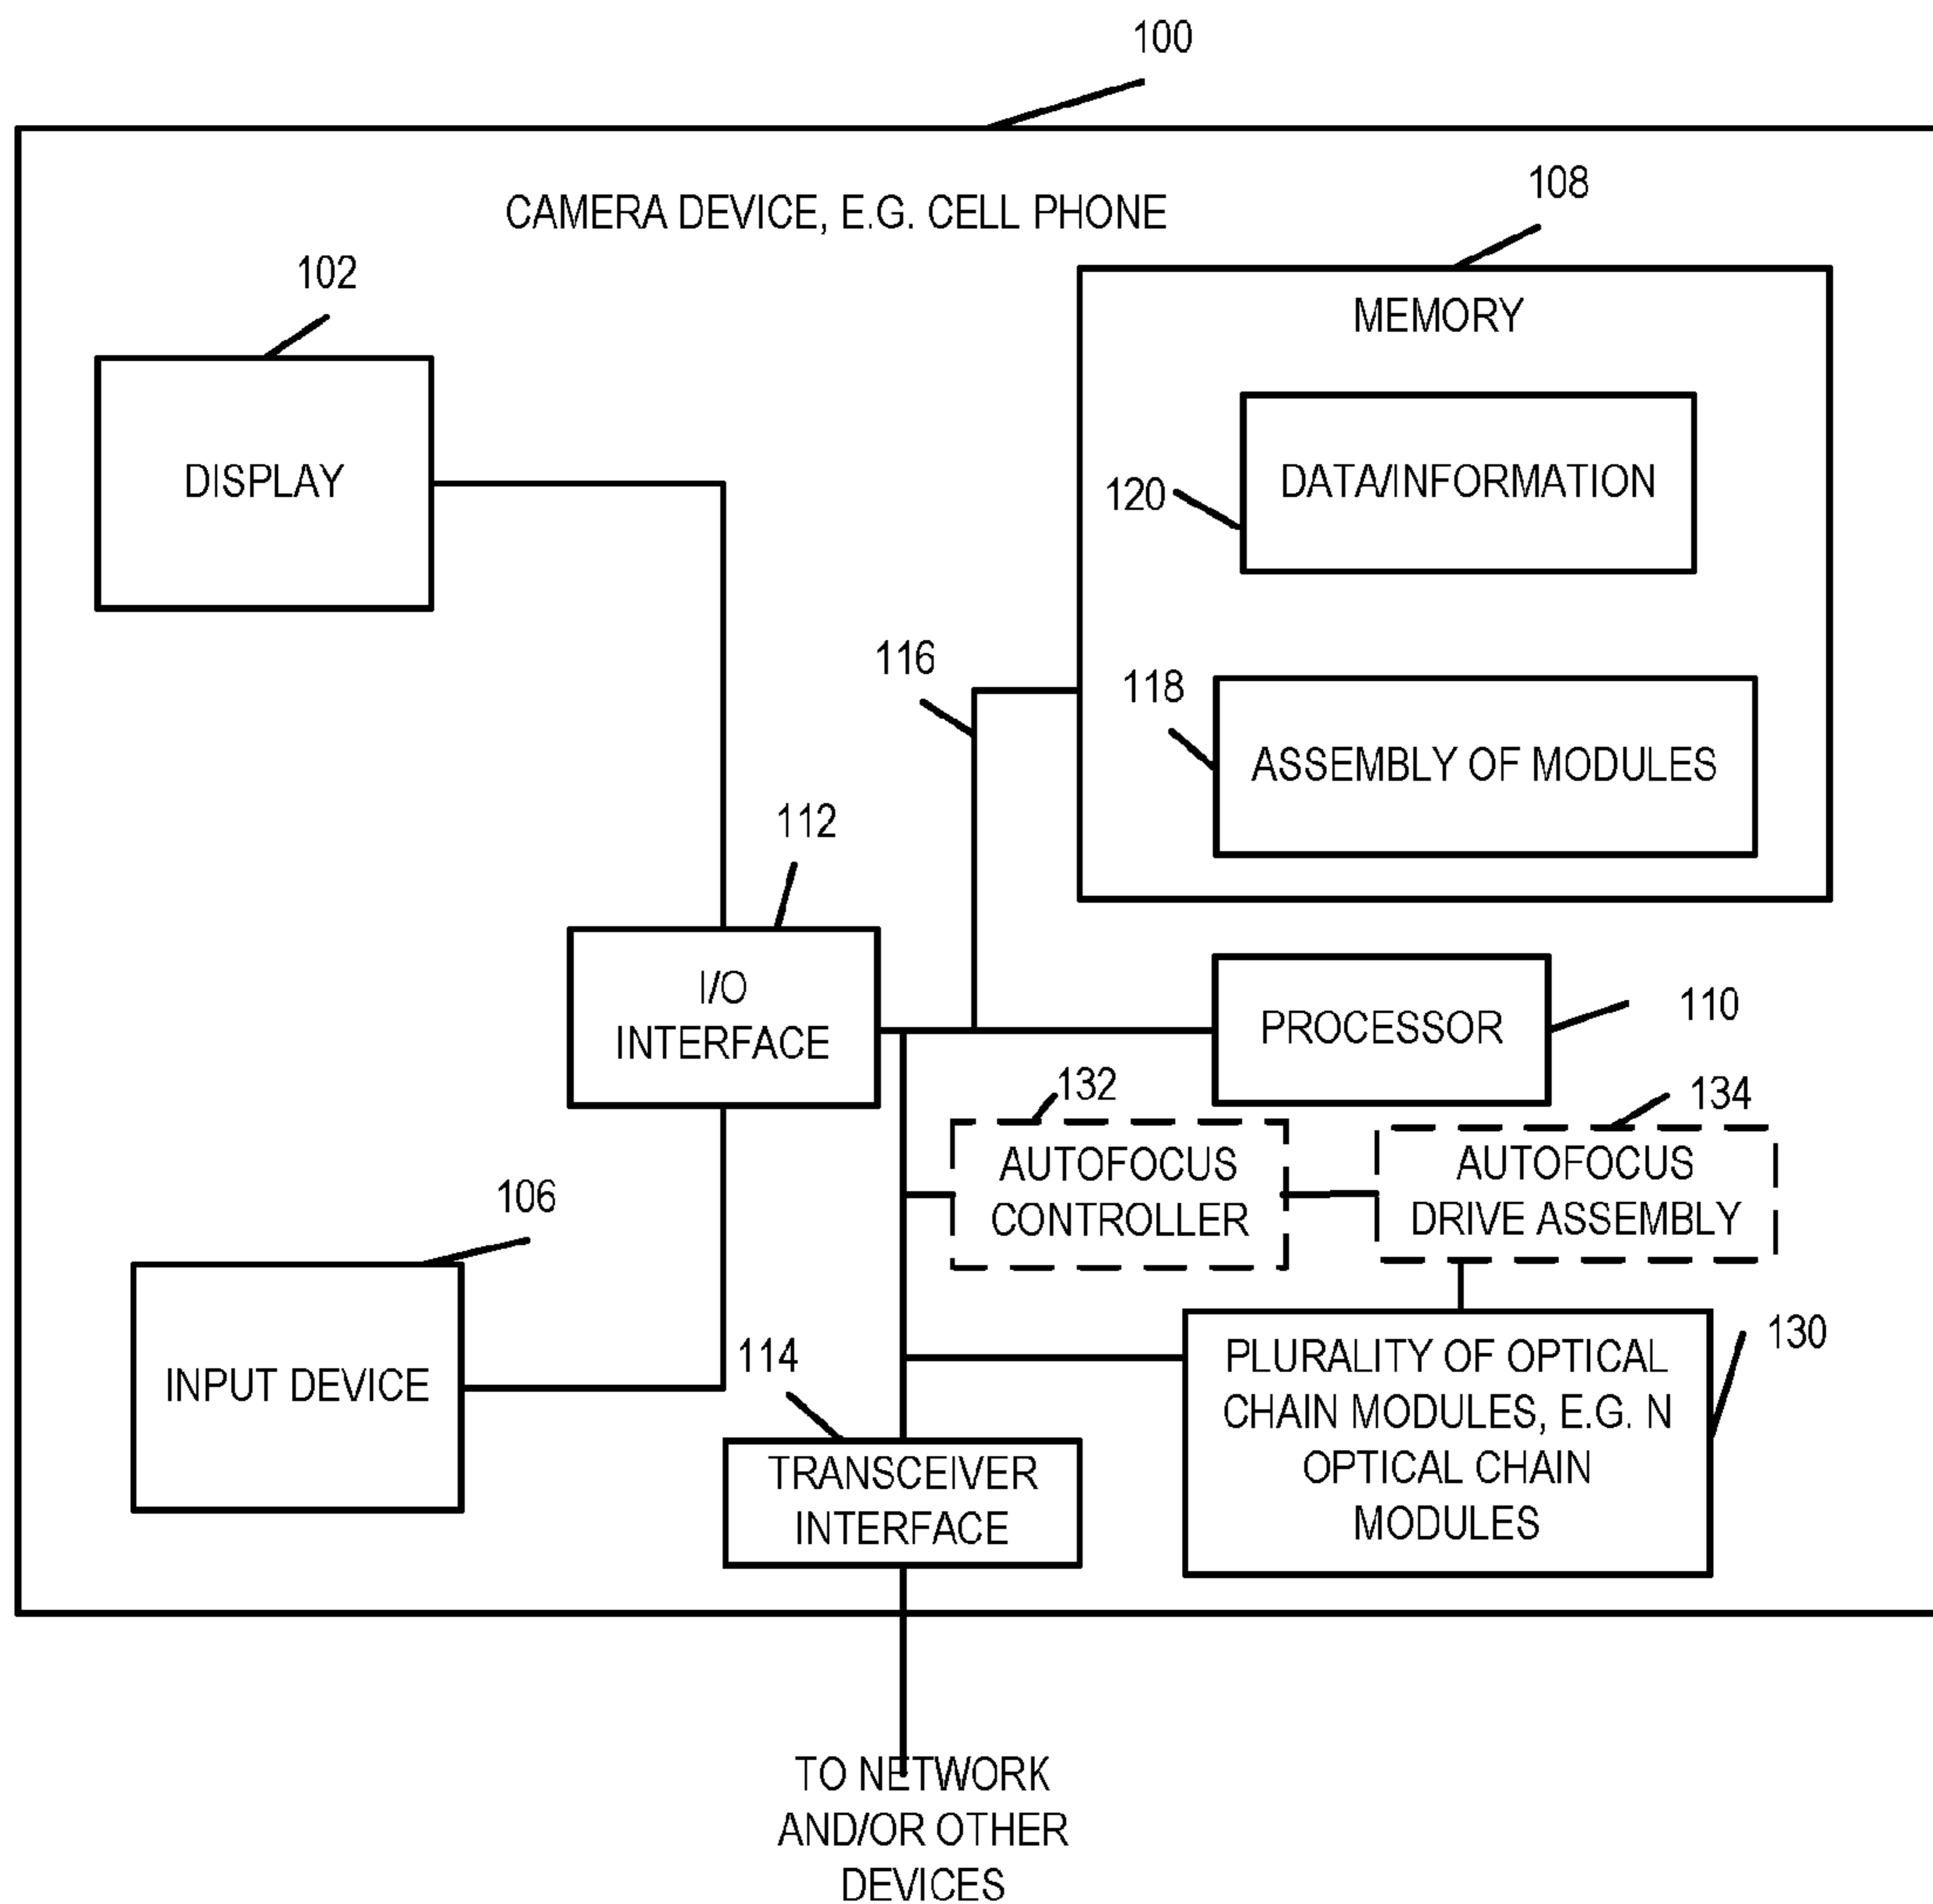 100
CAMERA DEVICE, E.G. CELL PHONE
108
102
MEMORY
DISPLAY
DATA/INFORMATION
120
116
118
ASSEMBLY OF MODULES
112
I/O
INTERFACE
PROCESSOR
110
132
134
AUTOFOCUS
CONTROLLER
AUTOFOCUS
DRIVE ASSEMBLY
106
INPUT DEVICE
114
TRANSCEIVER
INTERFACE
PLURALITY OF OPTICAL
CHAIN MODULES, E.G. N
OPTICAL CHAIN
MODULES
130
TO NETWORK
AND/OR OTHER
DEVICES